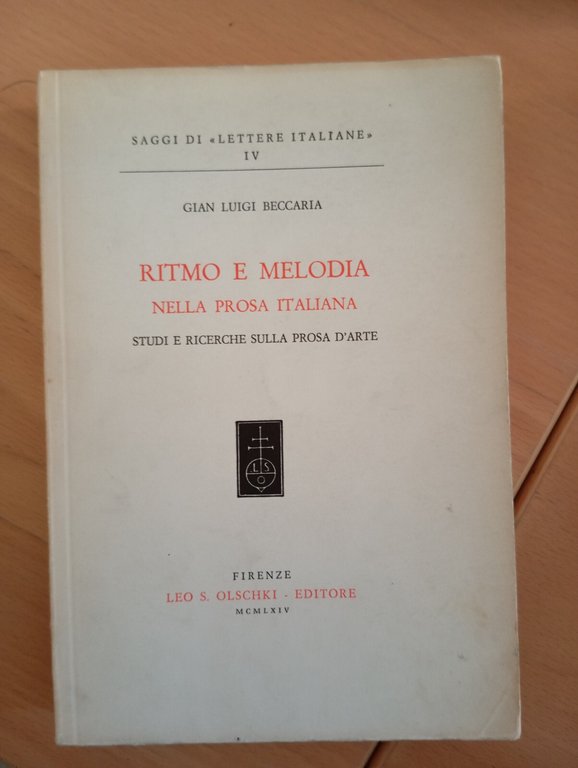 SAGGI DI «LETTERE ITALIANE»
IV
GIAN LUIGI BECCARIA
RITMO E MELODIA
NELLA PROSA ITALIANA
STUDI E RICERCHE SULLA PROSA D'ARTE
L S
O
FIRENZE
LEO S. OLSCHKI - EDITORE
MCMLXIV